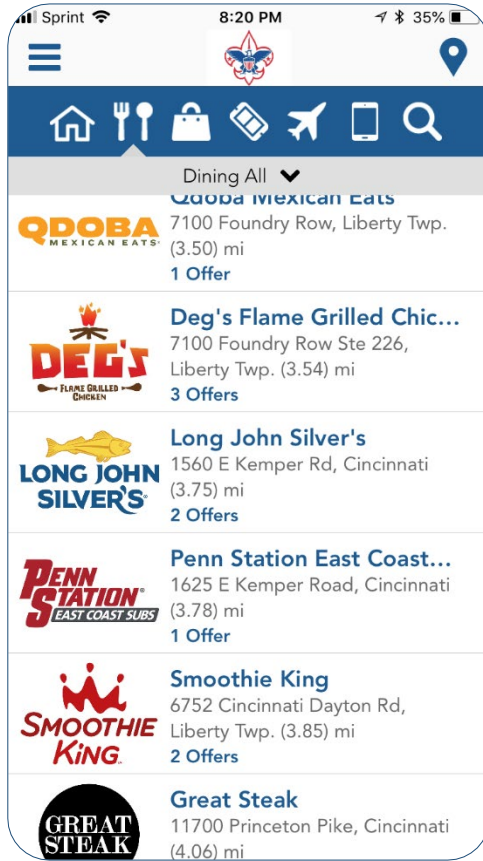 Sprint 8:20 PM 35%
Dining All
Qdoba Mexican Eats
QDOBA
MEXICAN EATS
7100 Foundry Row, Liberty Twp.
(3.50) mi
1 Offer
DEG'S
FLAME GRILLED
CHICKEN
Deg's Flame Grilled Chic...
7100 Foundry Row Ste 226,
Liberty Twp. (3.54) mi
3 Offers
LONG JOHN
SILVER'S
Long John Silver's
1560 E Kemper Rd, Cincinnati
(3.75) mi
2 Offers
PENN
STATION
EAST COAST SUBS
Penn Station East Coast...
1625 E Kemper Road, Cincinnati
(3.78) mi
1 Offer
SMOOTHIE
KING
Smoothie King
6752 Cincinnati Dayton Rd,
Liberty Twp. (3.85) mi
2 Offers
GREAT
STEAK
Great Steak
11700 Princeton Pike, Cincinnati
(4.06) mi